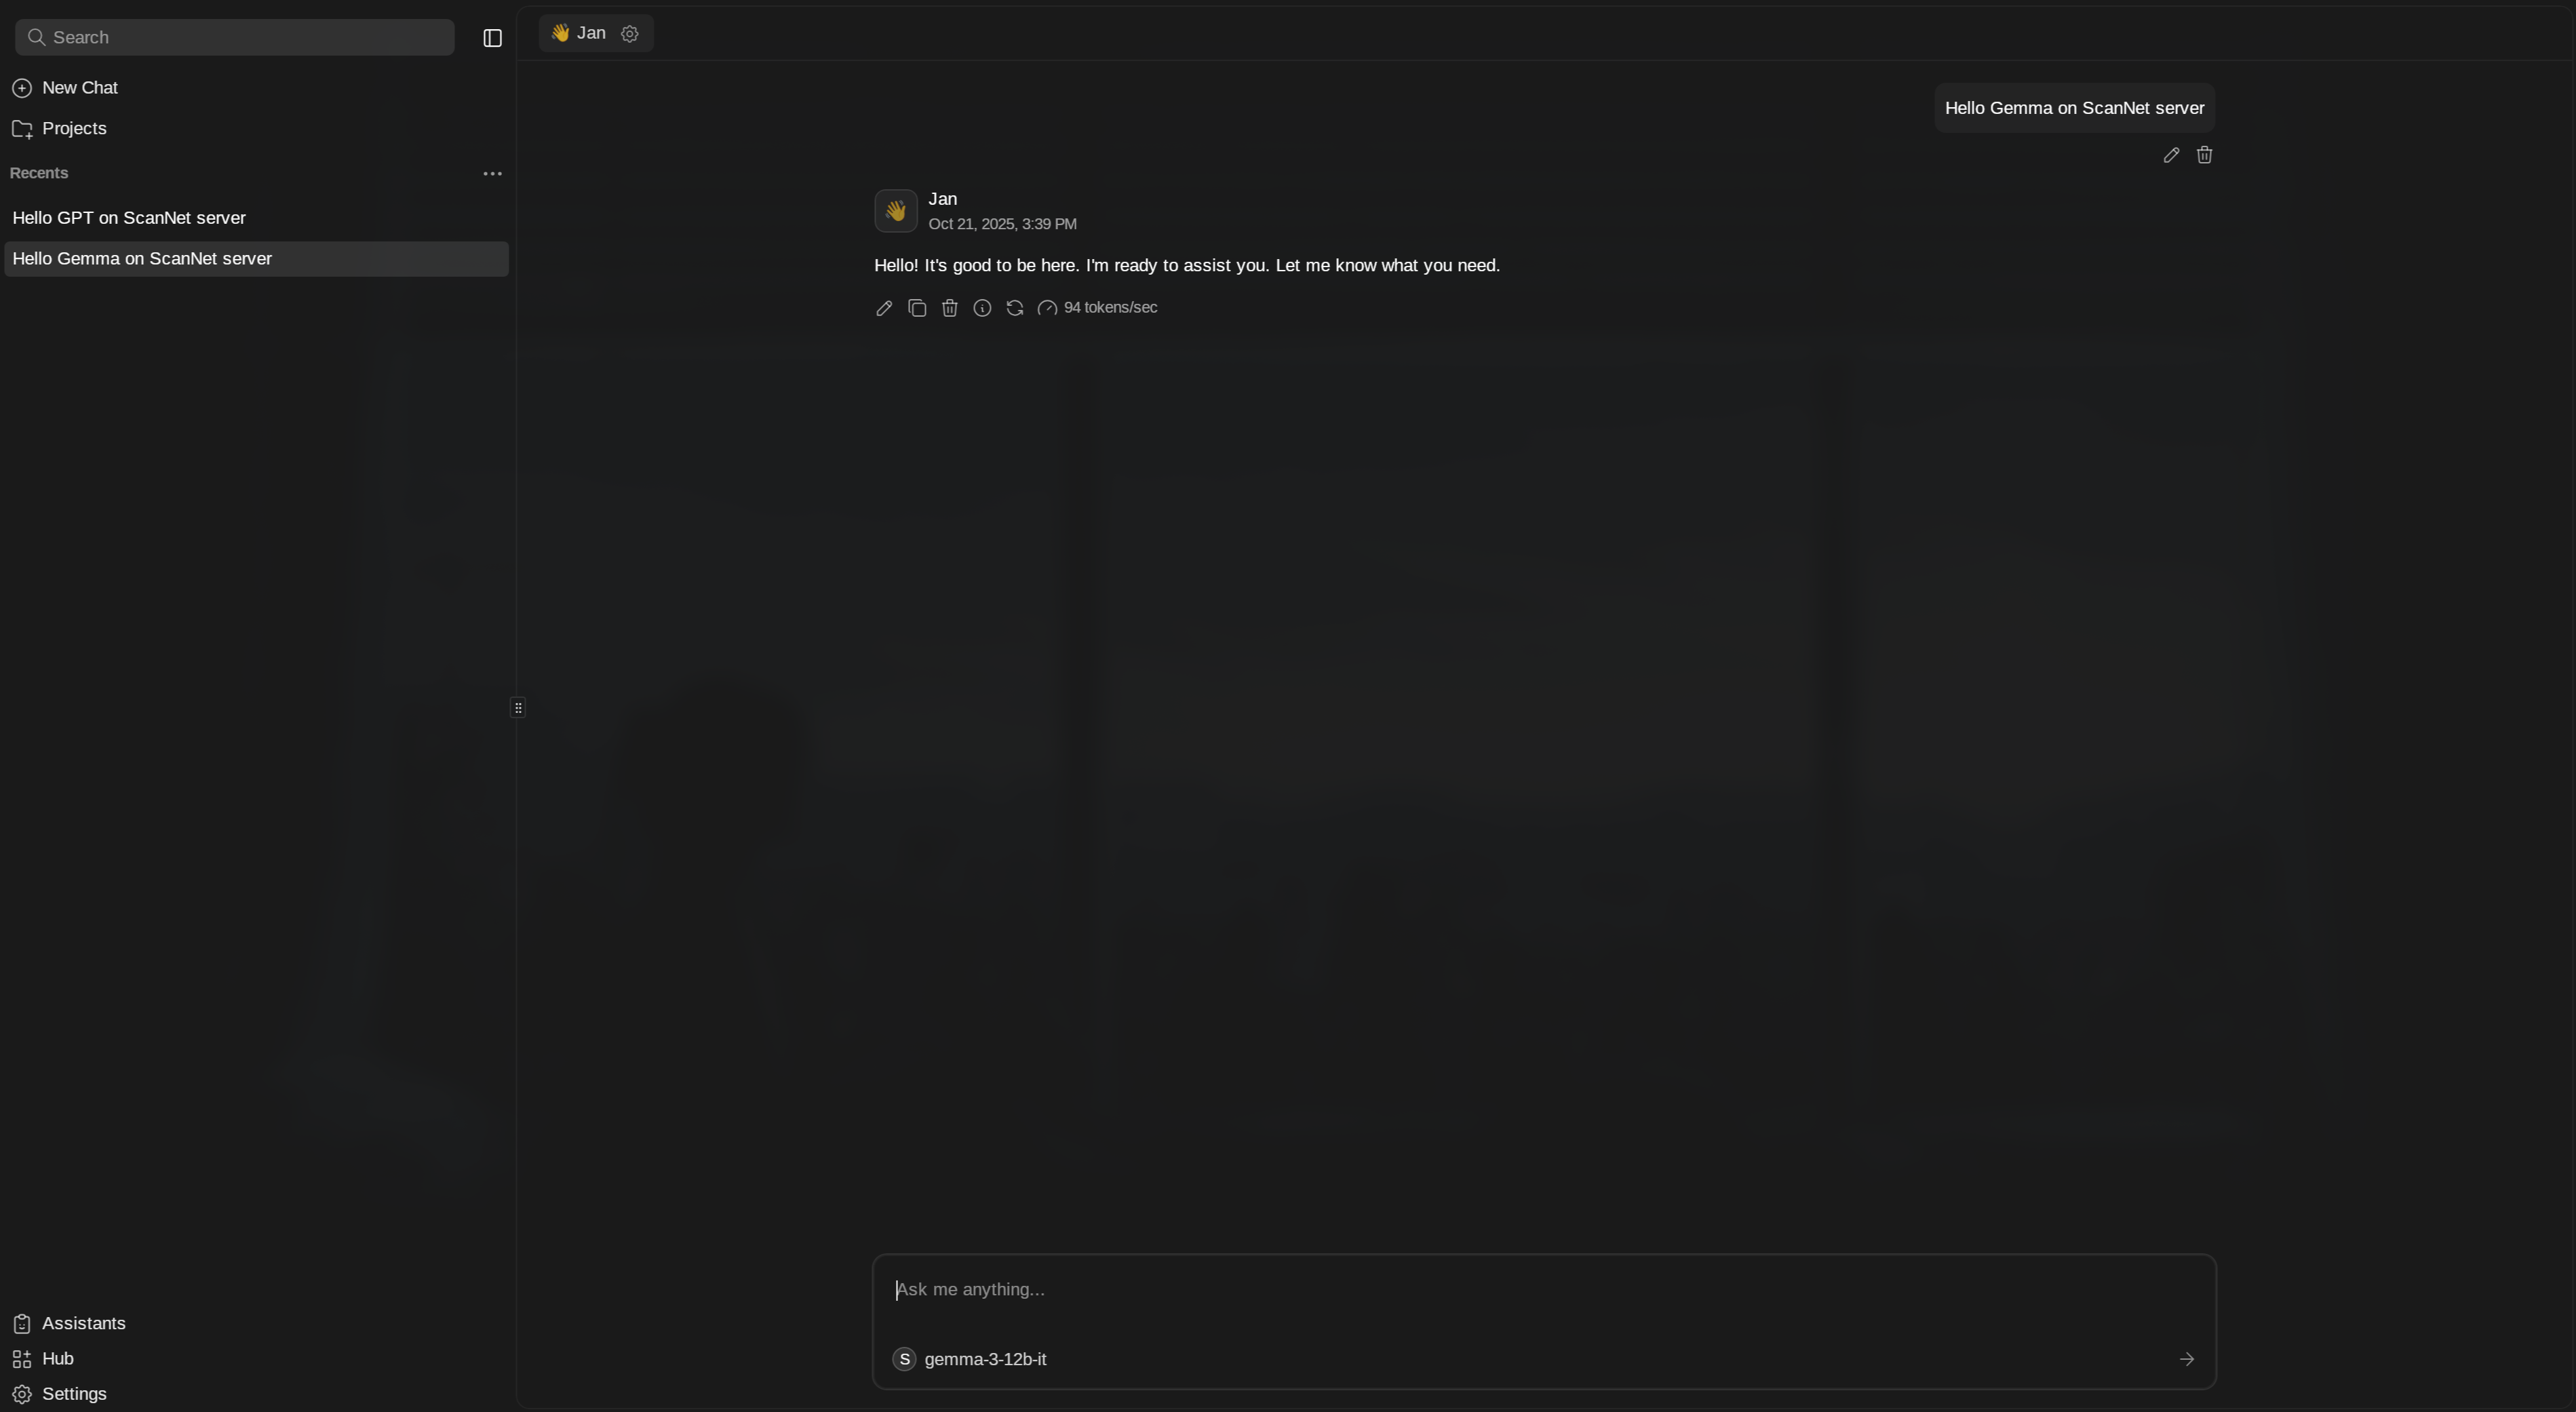 Search
New Chat
Projects
Recents
Hello GPT on ScanNet server
Hello Gemma on ScanNet server
Assistants
Hub
Settings
👋 Jan
Hello Gemma on ScanNet server
Jan
Oct 21, 2025, 3:39 PM
Hello! It's good to be here. I'm ready to assist you. Let me know what you need.
94 tokens/sec
Ask me anything...
S gemma-3-12b-it